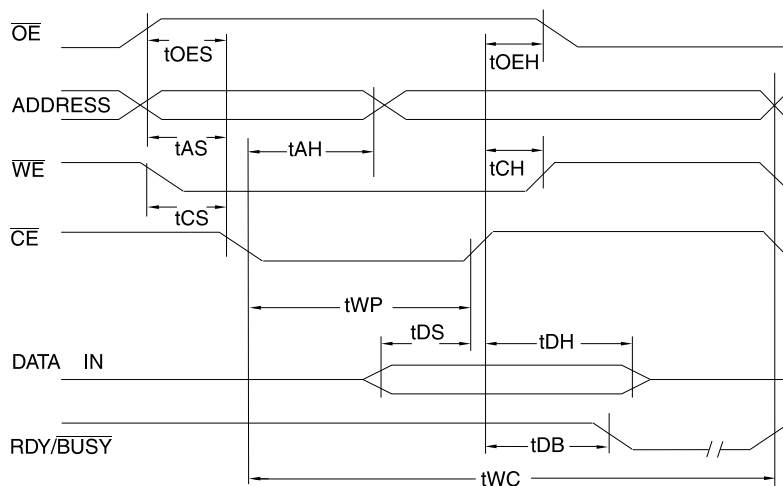 OE
tOES
tOEH
ADDRESS
tAS
tAH
tCH
WE
tCS
CE
tWP
tDS
tDH
DATA IN
RDY/BUSY
tDB
tWC